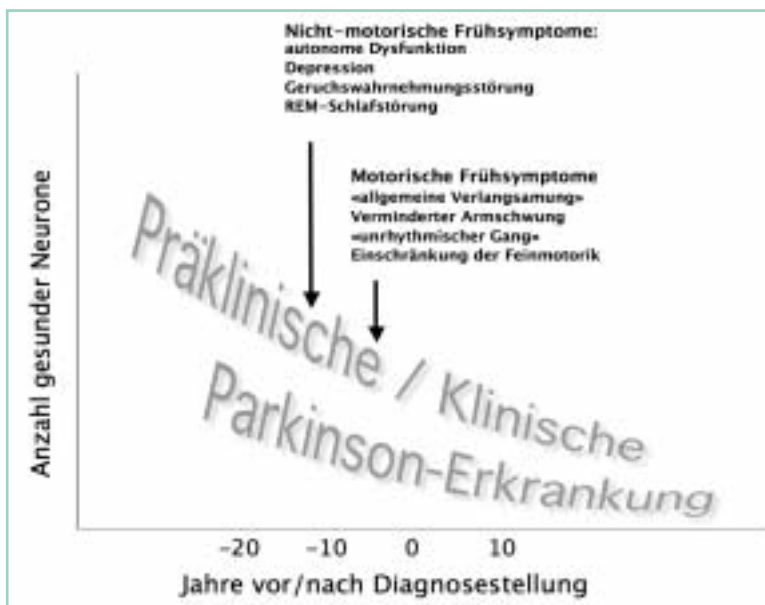 Nicht-motorische Frühsymptome:
autonome Dysfunktion
Depression
Geruchswahrnehmungsstörung
REM-Schlafstörung
Motorische Frühsymptome
«allgemeine Verlangsamung»
Verminderter Armschwung
«unrhythmischer Gang»
Einschränkung der Feinmotorik
Anzahl gesunder Neurone
Präklinische / Klinische
Parkinson-Erkrankung
-20 -10 0 10
Jahre vor/nach Diagnosestellung